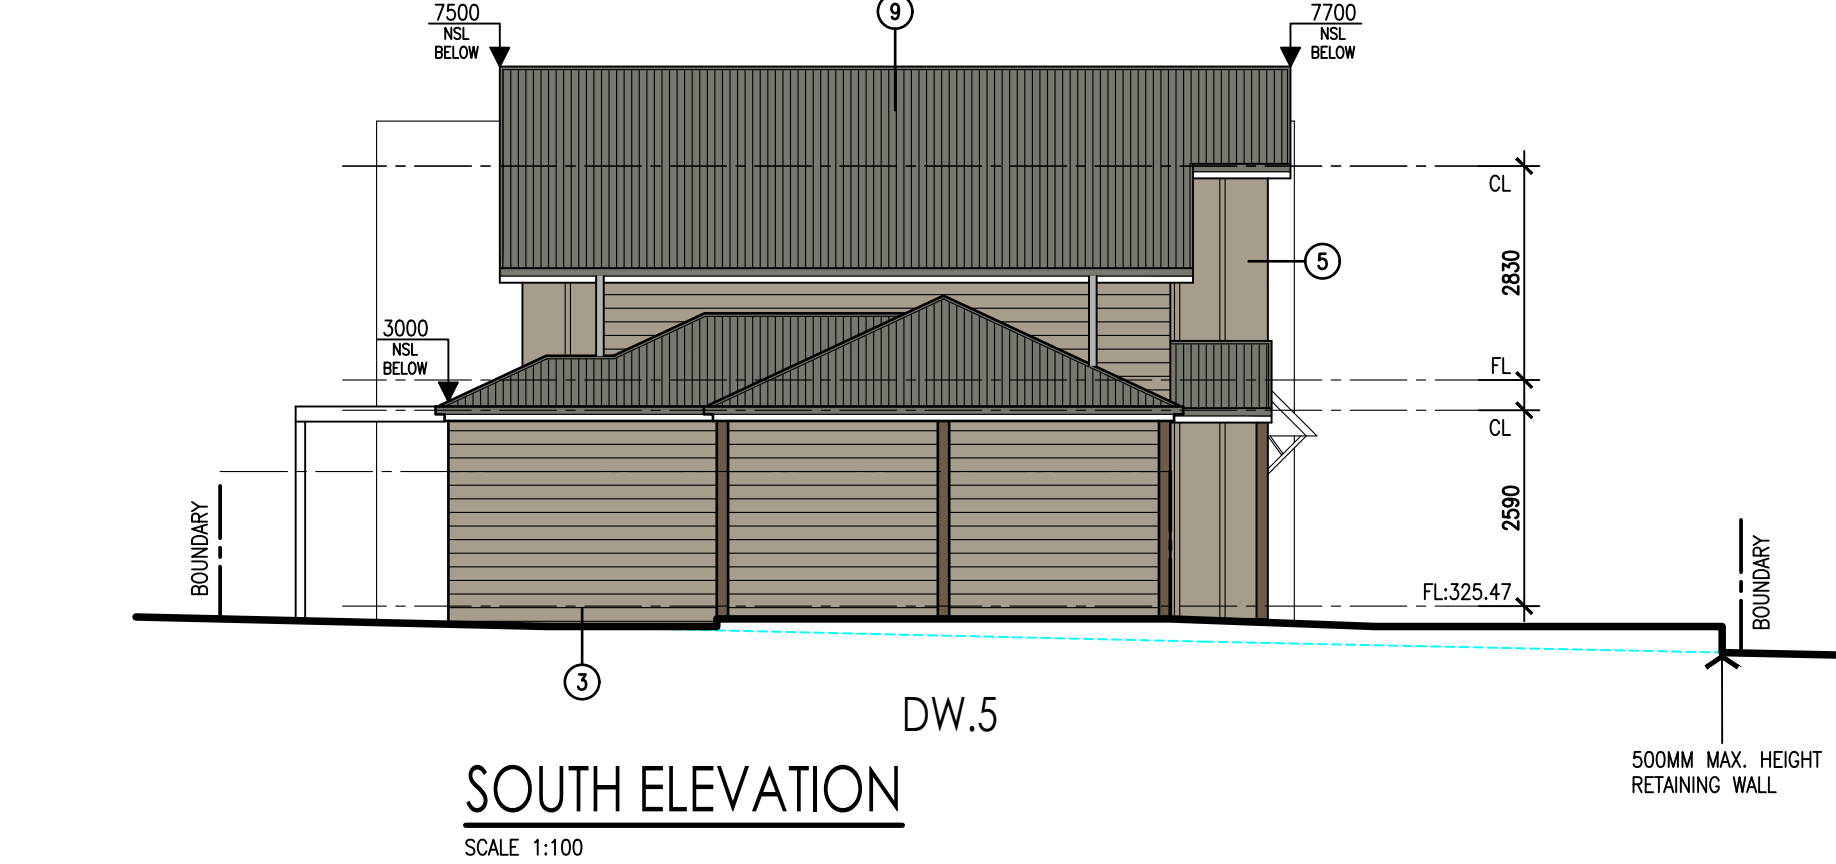 7500
NSL
BELOW
9
7700
NSL
BELOW
CL
5
2830
3000
NSL
BELOW
FL
CL
2590
BOUNDARY
FL:325.47
BOUNDARY
3
DW.5
SOUTH ELEVATION
SCALE 1:100
500MM MAX. HEIGHT
RETAINING WALL